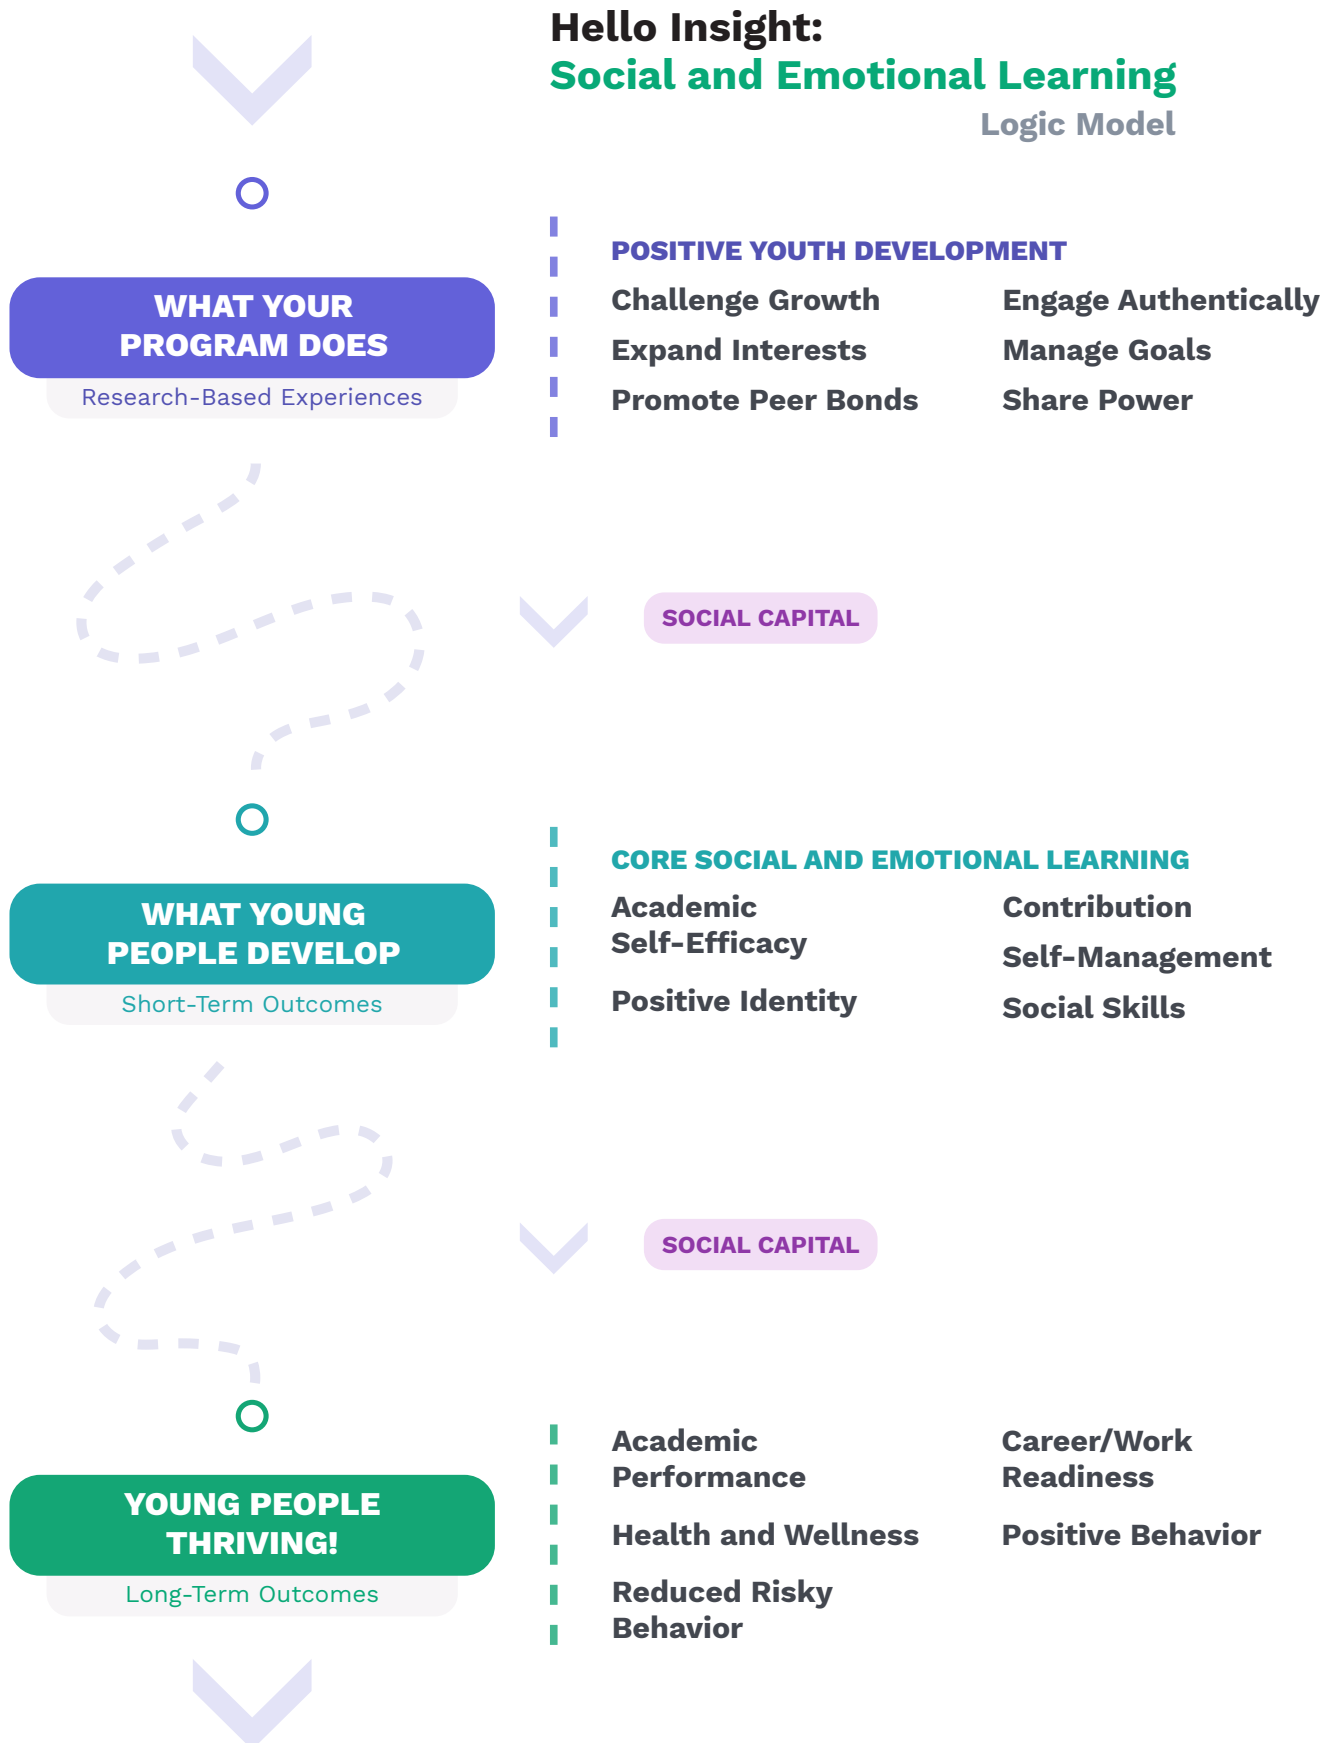 Hello Insight:
Social and Emotional Learning
Logic Model
WHAT YOUR
PROGRAM DOES
Research-Based Experiences
POSITIVE YOUTH DEVELOPMENT
Challenge Growth
Expand Interests
Promote Peer Bonds
Engage Authentically
Manage Goals
Share Power
SOCIAL CAPITAL
WHAT YOUNG
PEOPLE DEVELOP
Short-Term Outcomes
CORE SOCIAL AND EMOTIONAL LEARNING
Academic
Self-Efficacy
Positive Identity
Contribution
Self-Management
Social Skills
SOCIAL CAPITAL
YOUNG PEOPLE
THRIVING!
Long-Term Outcomes
Academic
Performance
Health and Wellness
Reduced Risky
Behavior
Career/Work
Readiness
Positive Behavior